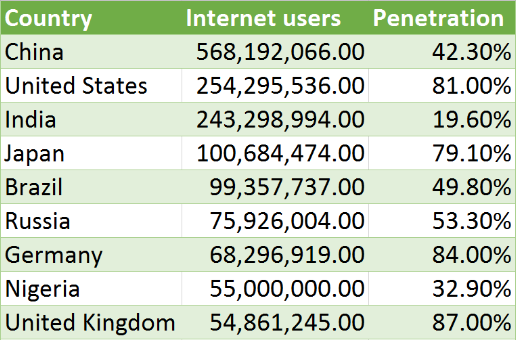 Country Internet users Penetration
China 568,192,066.00 42.30%
United States 254,295,536.00 81.00%
India 243,298,994.00 19.60%
Japan 100,684,474.00 79.10%
Brazil 99,357,737.00 49.80%
Russia 75,926,004.00 53.30%
Germany 68,296,919.00 84.00%
Nigeria 55,000,000.00 32.90%
United Kingdom 54,861,245.00 87.00%